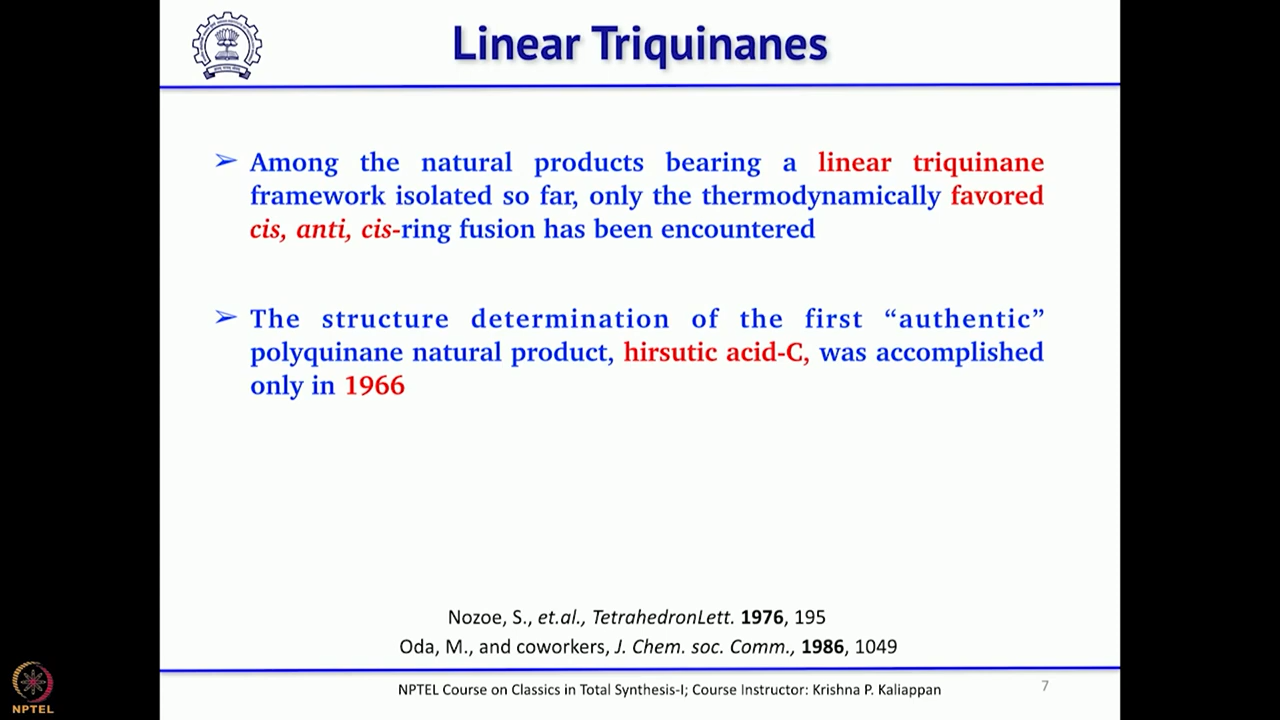 Linear Triquinanes
➢ Among the natural products bearing a linear triquinane
framework isolated so far, only the thermodynamically favored
cis, anti, cis-ring fusion has been encountered
➢ The structure determination of the first “authentic”
polyquinane natural product, hirsutic acid-C, was accomplished
only in 1966
Nozoe, S., et.al., TetrahedronLett. 1976, 195
Oda, M., and coworkers, J. Chem. soc. Comm., 1986, 1049
NPTEL Course on Classics in Total Synthesis-I; Course Instructor: Krishna P. Kaliappan
7
NPTEL